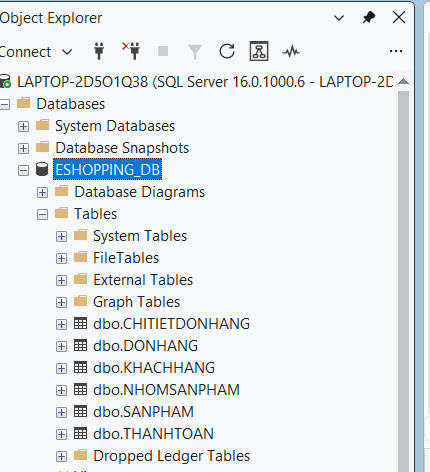 Object Explorer
Connect
LAPTOP-2D5O1Q38 (SQL Server 16.0.1000.6 - LAPTOP-2D
Databases
System Databases
Database Snapshots
ESHOPPING_DB
Database Diagrams
Tables
System Tables
FileTables
External Tables
Graph Tables
dbo.CHITIETDONHANG
dbo.DONHANG
dbo.KHACHHANG
dbo.NHOMSANPHAM
dbo.SANPHAM
dbo.THANHTOAN
Dropped Ledger Tables